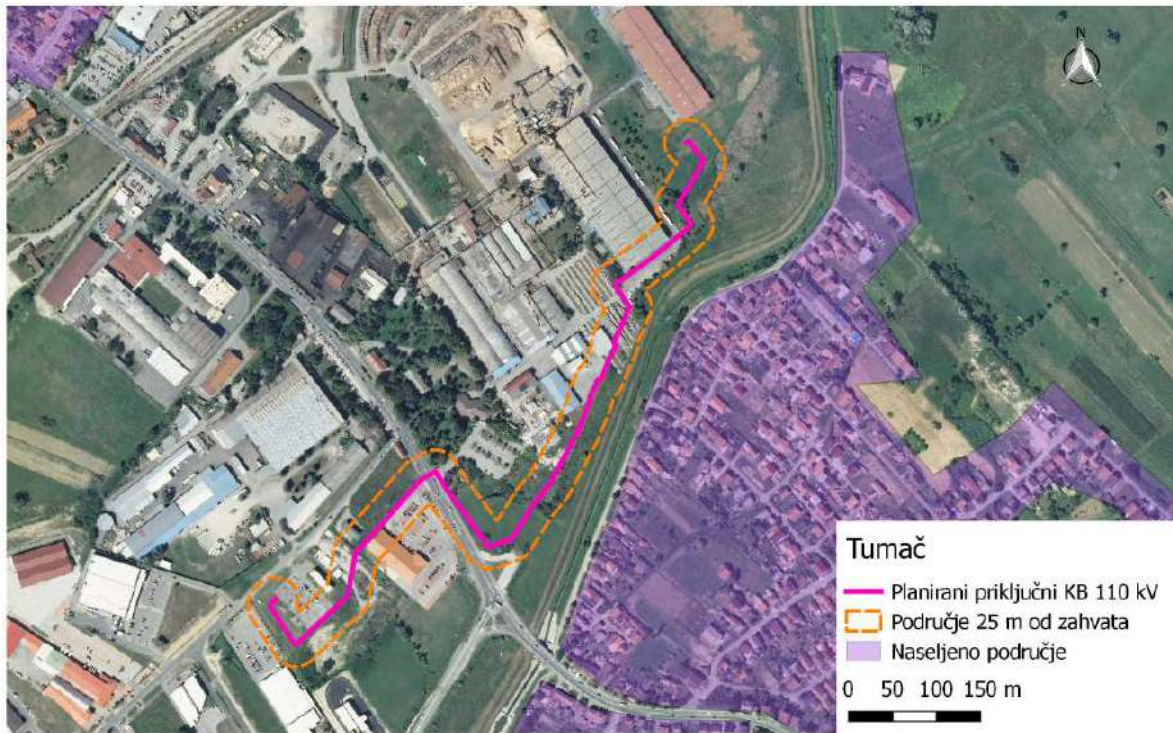 N
Tumač
Planirani priključni KB 110 kV
Područje 25 m od zahvata
Naseljeno područje
0 50 100 150 m